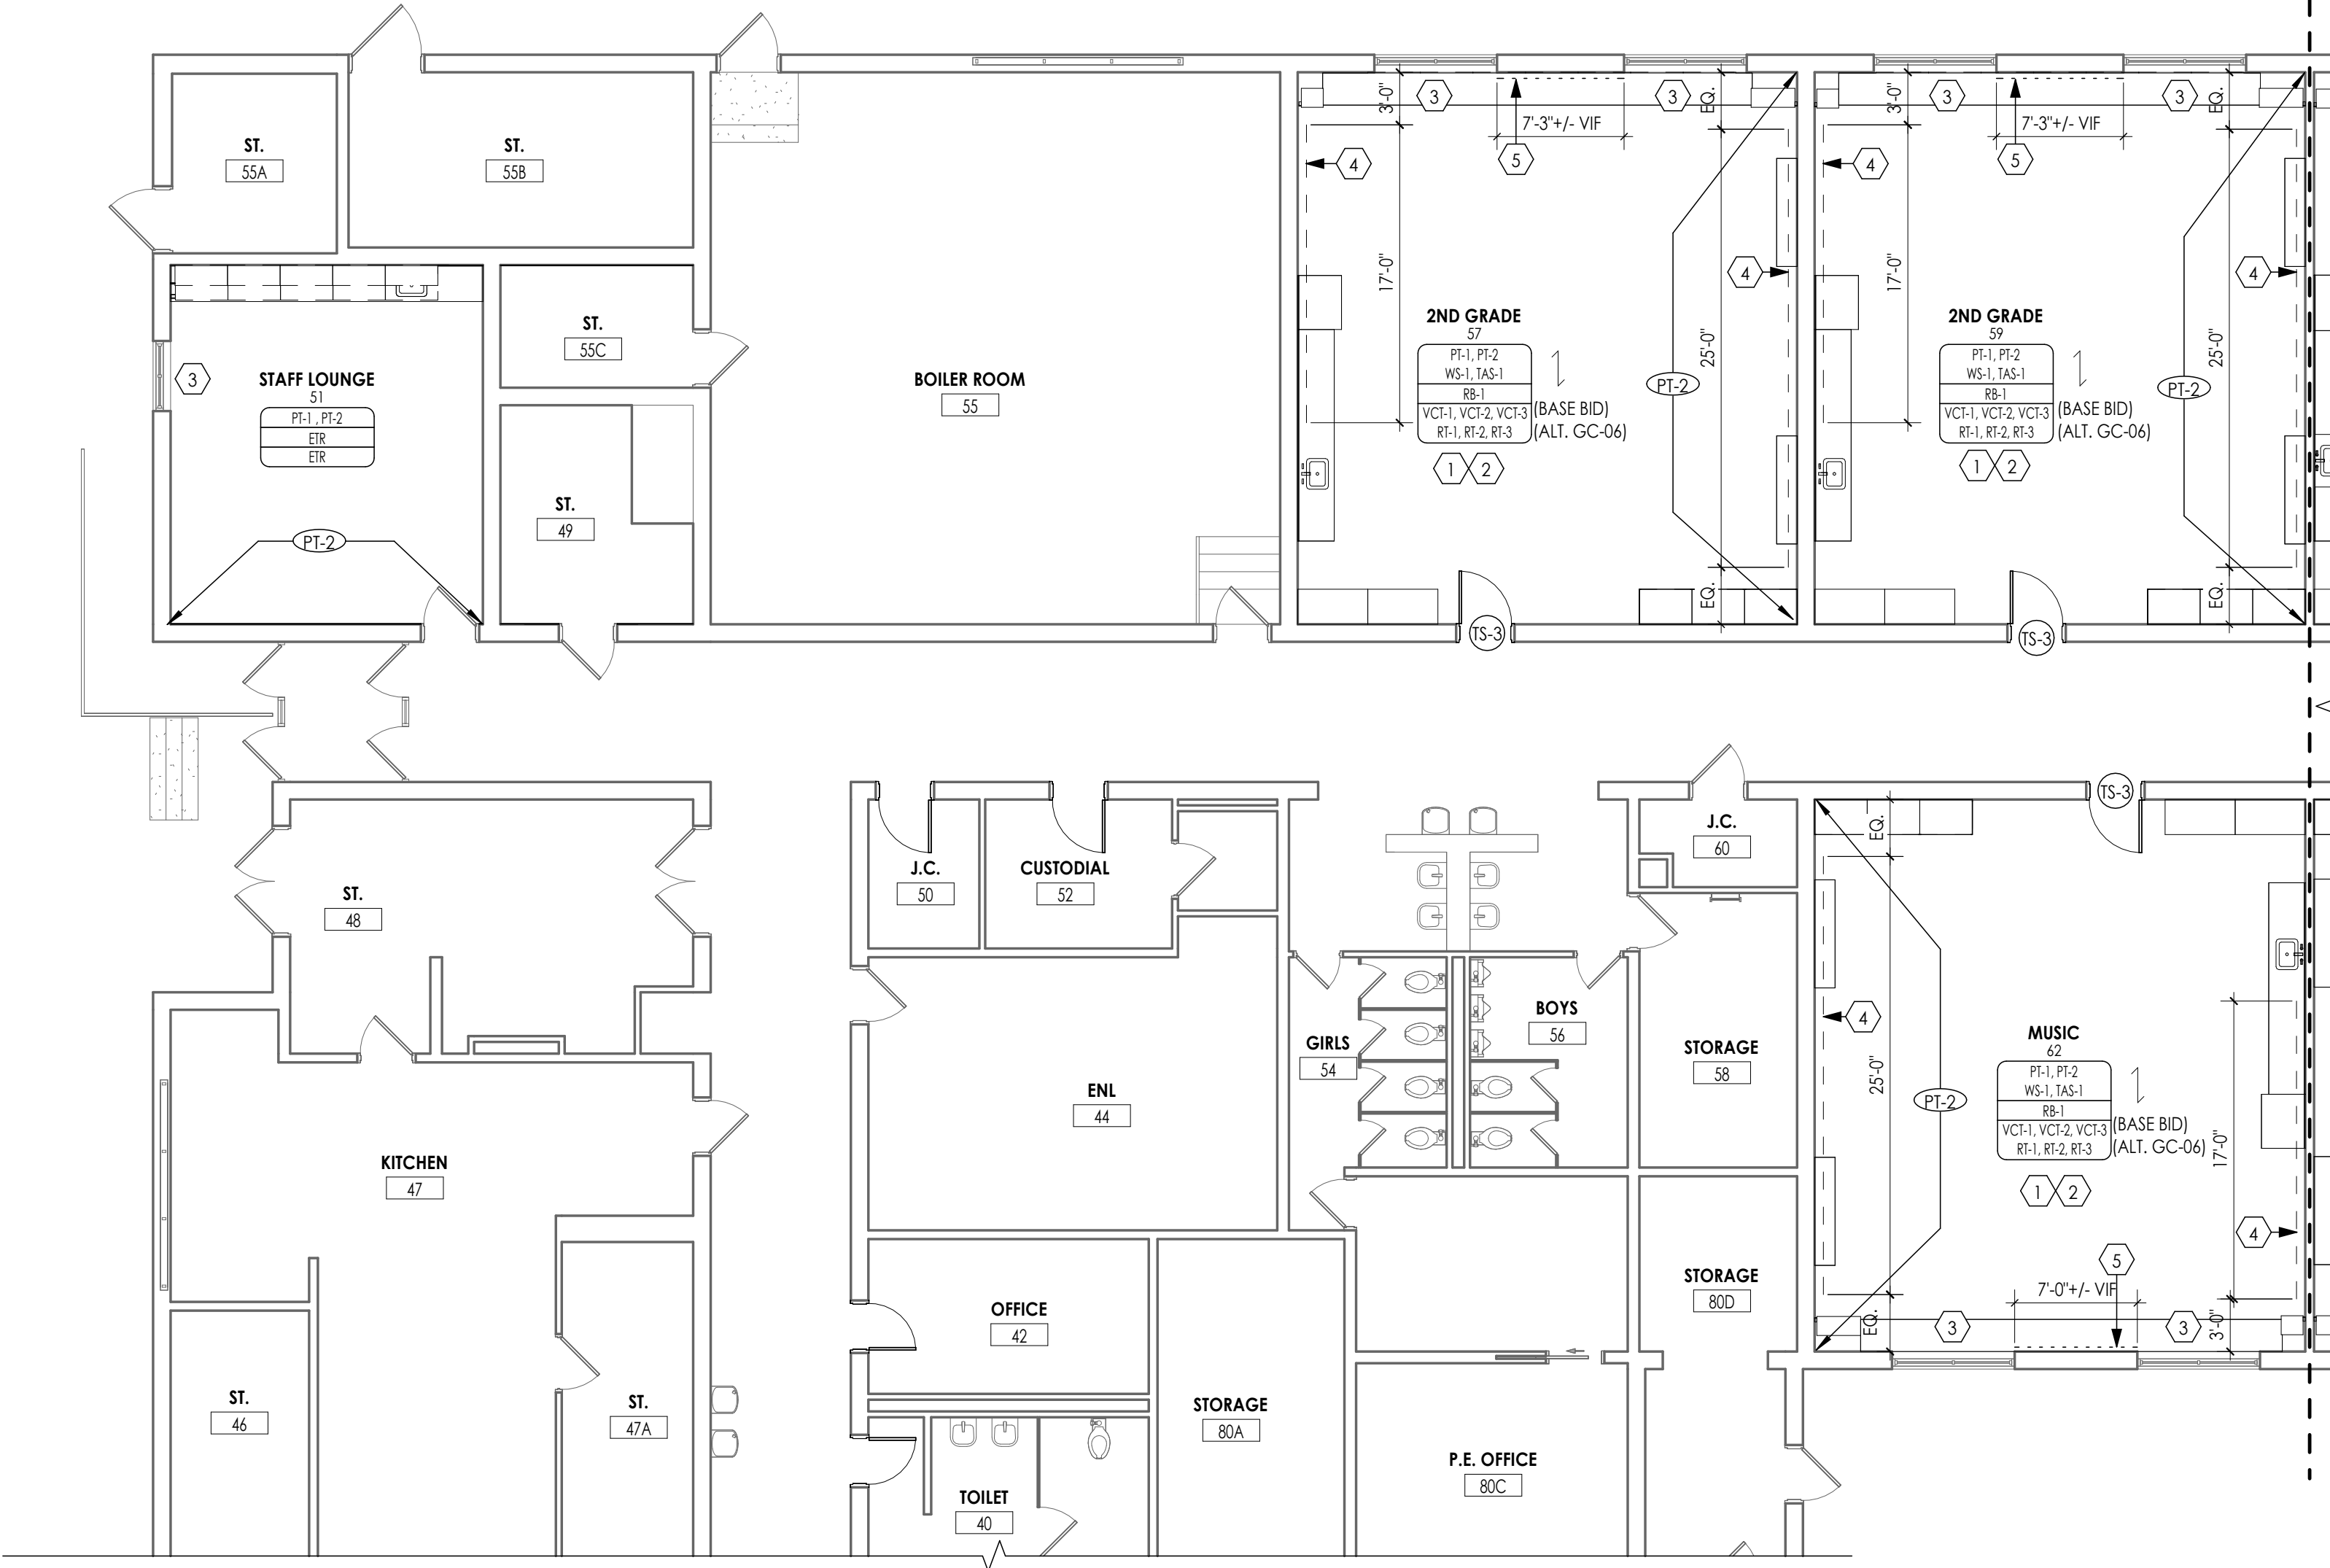 ST.
55A
ST.
55B
ST.
55C
STAFF LOUNGE
51
PT-1 , PT-2
ETR
ETR
3
PT-2
ST.
49
BOILER ROOM
55
3'-0"
3
3
EQ.
7'-3"+/- VIF
4
5
17'-0"
4
2ND GRADE
57
PT-1, PT-2
WS-1, TAS-1
RB-1
VCT-1, VCT-2, VCT-3
(BASE BID)
RT-1, RT-2, RT-3
(ALT. GC-06)
1
2
25'-0"
PT-2
EQ.
TS-3
3'-0"
3
3
EQ.
7'-3"+/- VIF
4
5
17'-0"
4
2ND GRADE
59
PT-1, PT-2
WS-1, TAS-1
RB-1
VCT-1, VCT-2, VCT-3
(BASE BID)
RT-1, RT-2, RT-3
(ALT. GC-06)
1
2
25'-0"
PT-2
EQ.
TS-3
ST.
48
J.C.
50
CUSTODIAL
52
J.C.
60
KITCHEN
47
ENL
44
GIRLS
54
BOYS
56
STORAGE
58
TS-3
EQ.
4
25'-0"
PT-2
MUSIC
62
PT-1, PT-2
WS-1, TAS-1
RB-1
VCT-1, VCT-2, VCT-3
(BASE BID)
RT-1, RT-2, RT-3
(ALT. GC-06)
1
2
17'-0"
4
5
7'-0"+/- VIF
EQ.
3
3
3'-0"
OFFICE
42
STORAGE
80D
ST.
46
ST.
47A
STORAGE
80A
P.E. OFFICE
80C
TOILET
40